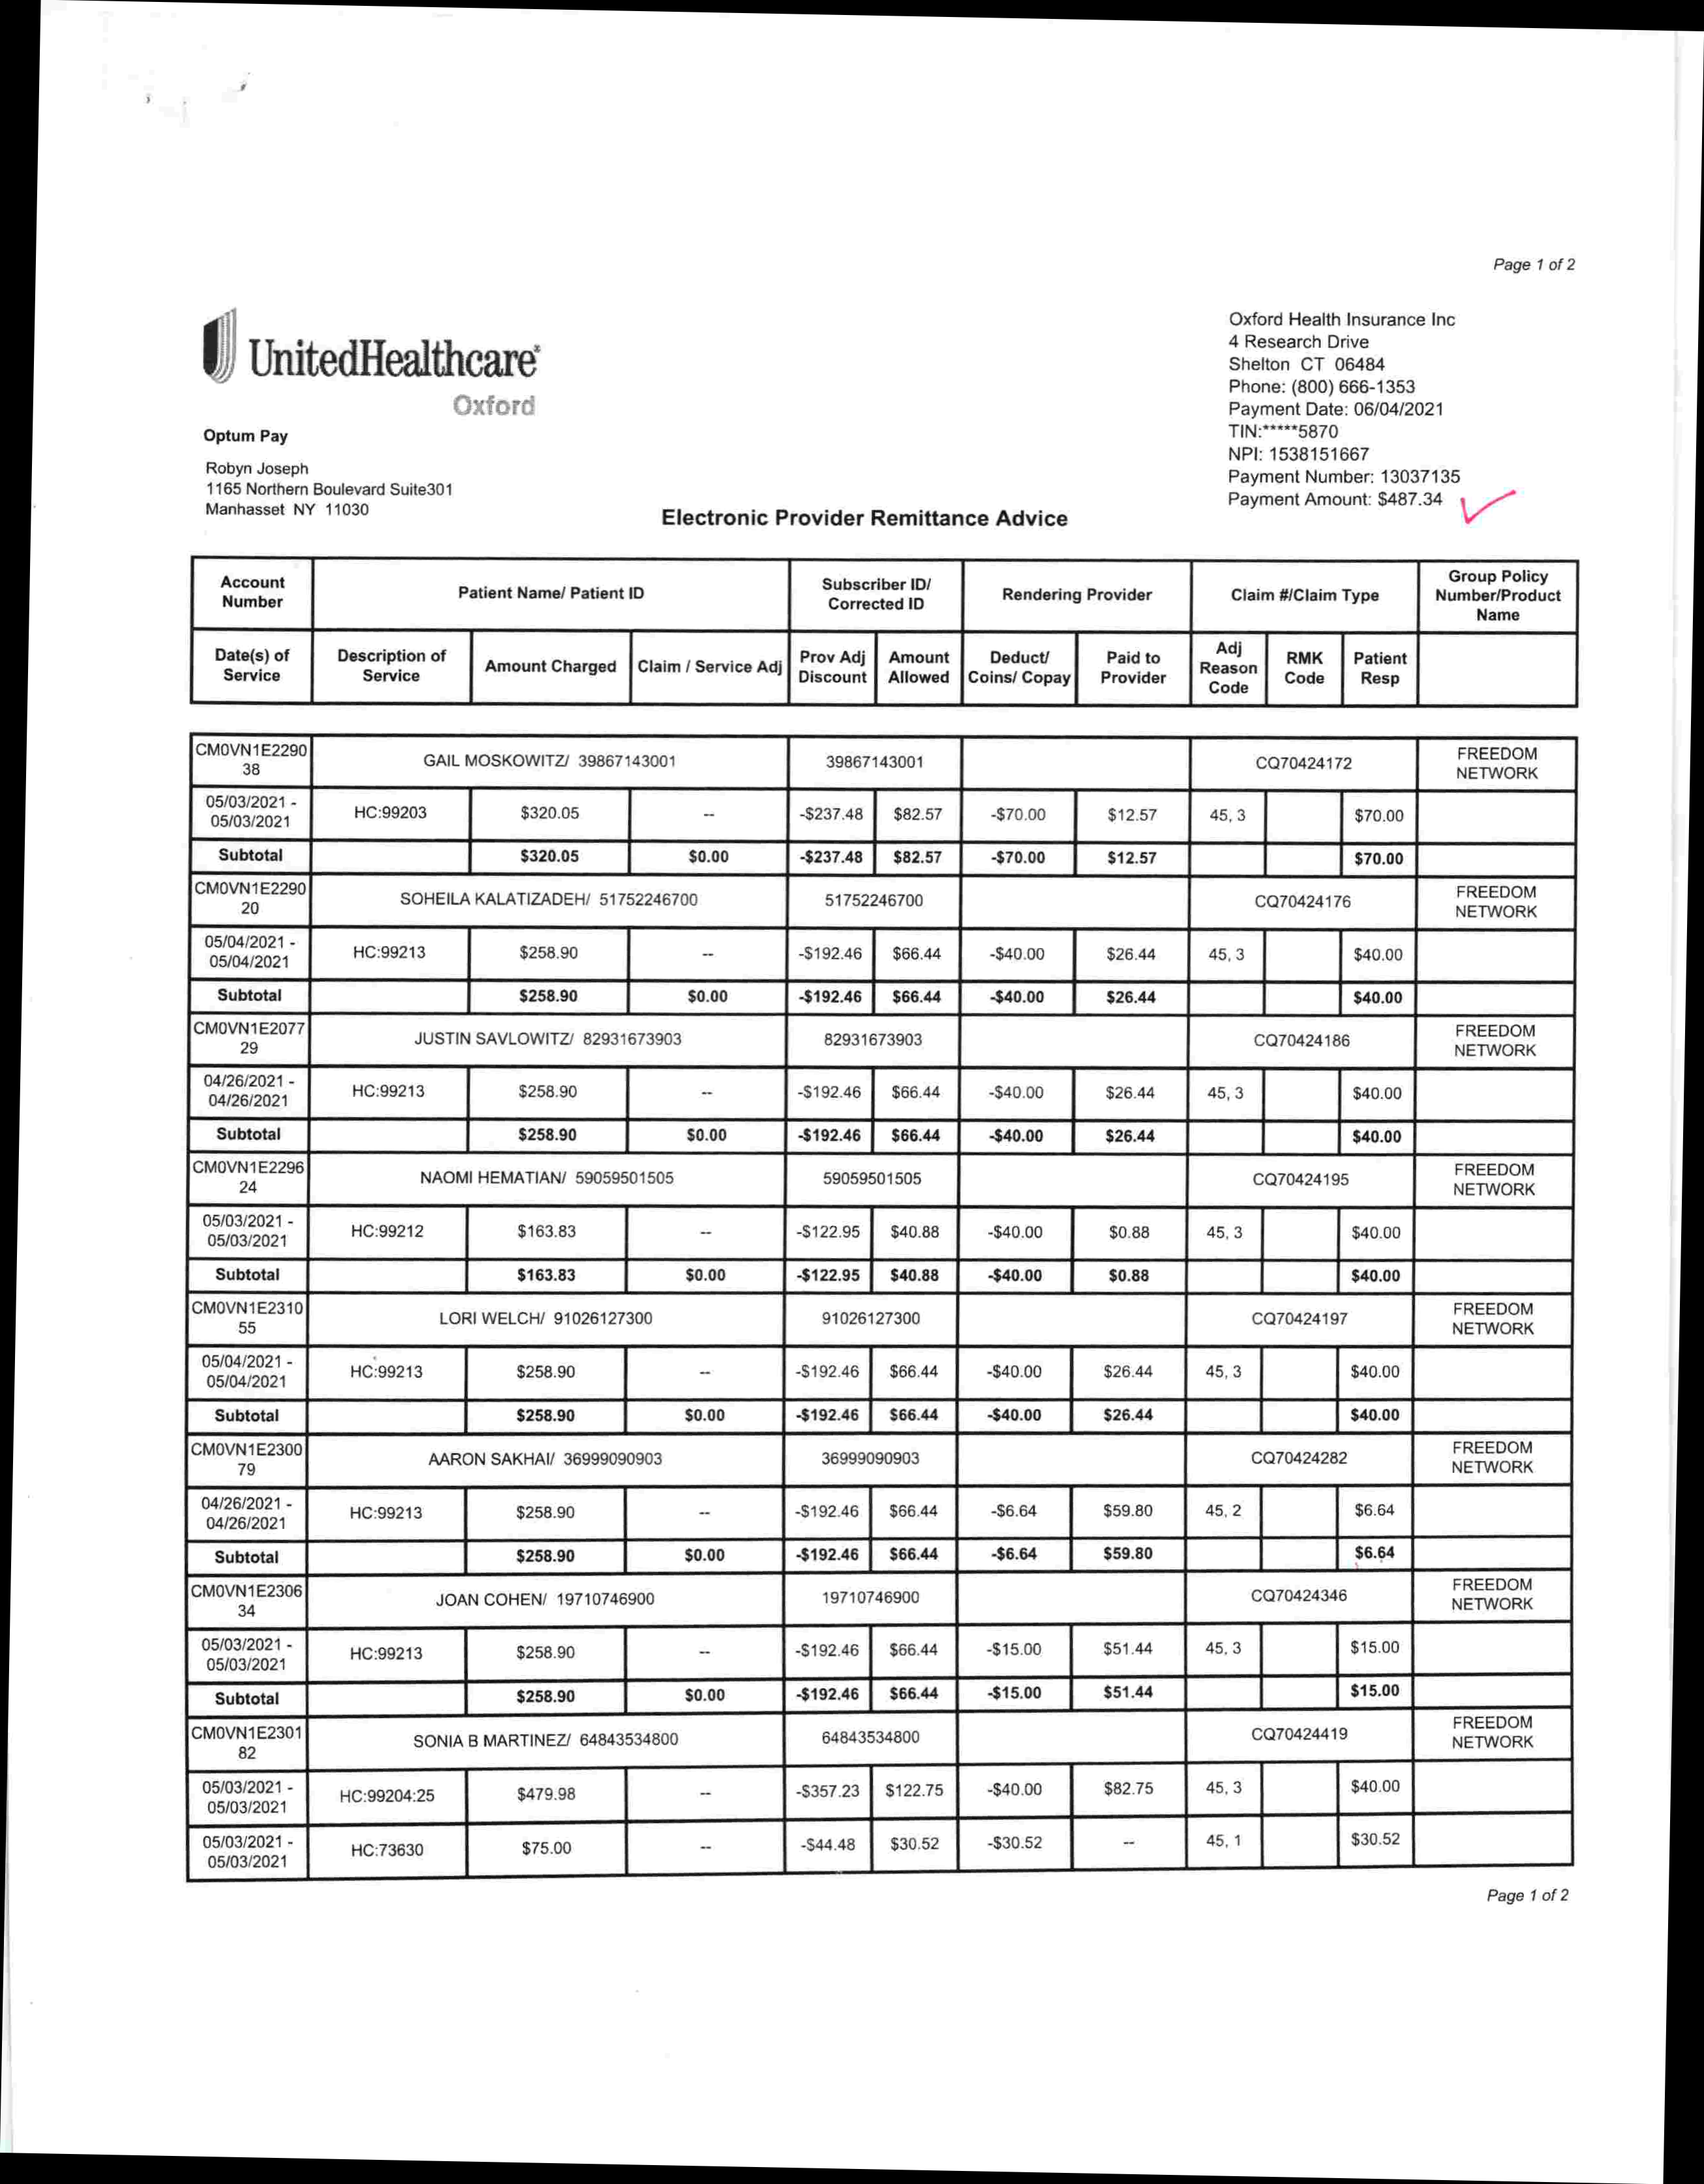 Page 1 of 2
UnitedHealthcare®
Oxford
Oxford Health Insurance Inc
4 Research Drive
Shelton CT 06484
Phone: (800) 666-1353
Payment Date: 06/04/2021
TIN:*****5870
NPI: 1538151667
Payment Number: 13037135
Payment Amount: $487.34
Optum Pay
Robyn Joseph
1165 Northern Boulevard Suite301
Manhasset NY 11030
Electronic Provider Remittance Advice
Account Number | Patient Name/ Patient ID | Subscriber ID/ Corrected ID | Rendering Provider | Claim #/Claim Type | Group Policy Number/Product Name
Date(s) of Service | Description of Service | Amount Charged | Claim / Service Adj | Prov Adj Discount | Amount Allowed | Deduct/ Coins/ Copay | Paid to Provider | Adj Reason Code | RMK Code | Patient Resp
CM0VN1E229038 | GAIL MOSKOWITZ/ 39867143001 | 39867143001 | CQ70424172 | FREEDOM NETWORK
05/03/2021 - 05/03/2021 | HC:99203 | $320.05 | -- | -$237.48 | $82.57 | -$70.00 | $12.57 | 45, 3 | $70.00
Subtotal | $320.05 | $0.00 | -$237.48 | $82.57 | -$70.00 | $12.57 | $70.00
CM0VN1E229020 | SOHEILA KALATIZADEH/ 51752246700 | 51752246700 | CQ70424176 | FREEDOM NETWORK
05/04/2021 - 05/04/2021 | HC:99213 | $258.90 | -- | -$192.46 | $66.44 | -$40.00 | $26.44 | 45, 3 | $40.00
Subtotal | $258.90 | $0.00 | -$192.46 | $66.44 | -$40.00 | $26.44 | $40.00
CM0VN1E207729 | JUSTIN SAVLOWITZ/ 82931673903 | 82931673903 | CQ70424186 | FREEDOM NETWORK
04/26/2021 - 04/26/2021 | HC:99213 | $258.90 | -- | -$192.46 | $66.44 | -$40.00 | $26.44 | 45, 3 | $40.00
Subtotal | $258.90 | $0.00 | -$192.46 | $66.44 | -$40.00 | $26.44 | $40.00
CM0VN1E229624 | NAOMI HEMATIAN/ 59059501505 | 59059501505 | CQ70424195 | FREEDOM NETWORK
05/03/2021 - 05/03/2021 | HC:99212 | $163.83 | -- | -$122.95 | $40.88 | -$40.00 | $0.88 | 45, 3 | $40.00
Subtotal | $163.83 | $0.00 | -$122.95 | $40.88 | -$40.00 | $0.88 | $40.00
CM0VN1E231055 | LORI WELCH/ 91026127300 | 91026127300 | CQ70424197 | FREEDOM NETWORK
05/04/2021 - 05/04/2021 | HC:99213 | $258.90 | -- | -$192.46 | $66.44 | -$40.00 | $26.44 | 45, 3 | $40.00
Subtotal | $258.90 | $0.00 | -$192.46 | $66.44 | -$40.00 | $26.44 | $40.00
CM0VN1E230079 | AARON SAKHAI/ 36999090903 | 36999090903 | CQ70424282 | FREEDOM NETWORK
04/26/2021 - 04/26/2021 | HC:99213 | $258.90 | -- | -$192.46 | $66.44 | -$6.64 | $59.80 | 45, 2 | $6.64
Subtotal | $258.90 | $0.00 | -$192.46 | $66.44 | -$6.64 | $59.80 | $6.64
CM0VN1E230634 | JOAN COHEN/ 19710746900 | 19710746900 | CQ70424346 | FREEDOM NETWORK
05/03/2021 - 05/03/2021 | HC:99213 | $258.90 | -- | -$192.46 | $66.44 | -$15.00 | $51.44 | 45, 3 | $15.00
Subtotal | $258.90 | $0.00 | -$192.46 | $66.44 | -$15.00 | $51.44 | $15.00
CM0VN1E230182 | SONIA B MARTINEZ/ 64843534800 | 64843534800 | CQ70424419 | FREEDOM NETWORK
05/03/2021 - 05/03/2021 | HC:99204:25 | $479.98 | -- | -$357.23 | $122.75 | -$40.00 | $82.75 | 45, 3 | $40.00
05/03/2021 - 05/03/2021 | HC:73630 | $75.00 | -- | -$44.48 | $30.52 | -$30.52 | -- | 45, 1 | $30.52
Page 1 of 2